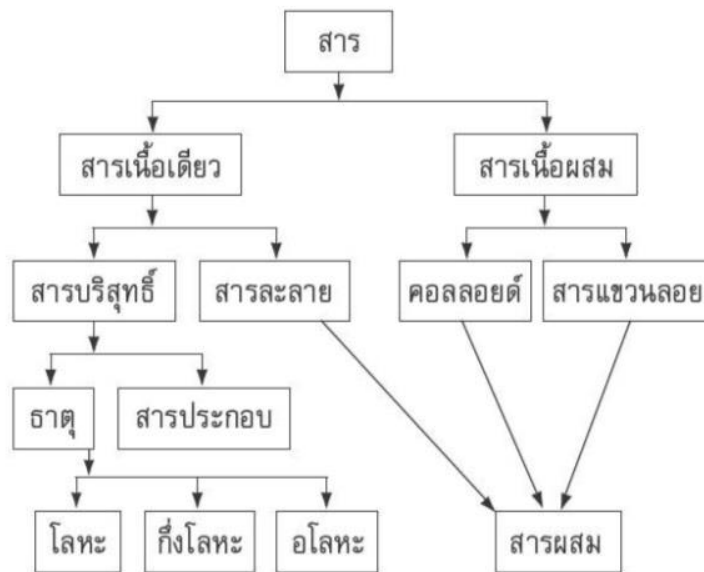 สาร
สารเนื้อเดียว
สารเนื้อผสม
สารบริสุทธิ์
สารละลาย
คอลลอยด์
สารแขวนลอย
ธาตุ
สารประกอบ
โลหะ
กึ่งโลหะ
อโลหะ
สารผสม